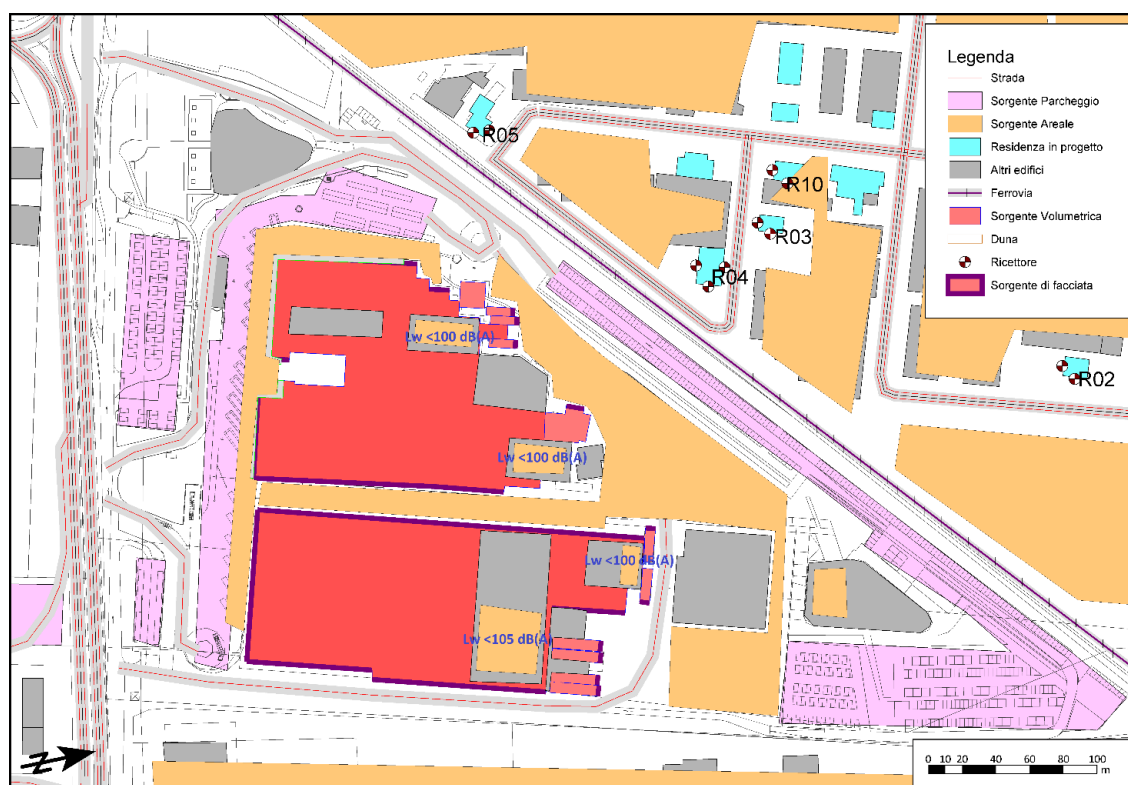 Legenda
Strada
Sorgente Parcheggio
Sorgente Areale
Residenza in progetto
Altri edifici
Ferrovia
Sorgente Volumetrica
Duna
Ricettore
Sorgente di facciata
R05
R10
R03
R04
R02
Lw <100 dB(A)
Lw <100 dB(A)
Lw <100 dB(A)
Lw <105 dB(A)
N
0 10 20 40 60 80 100
m